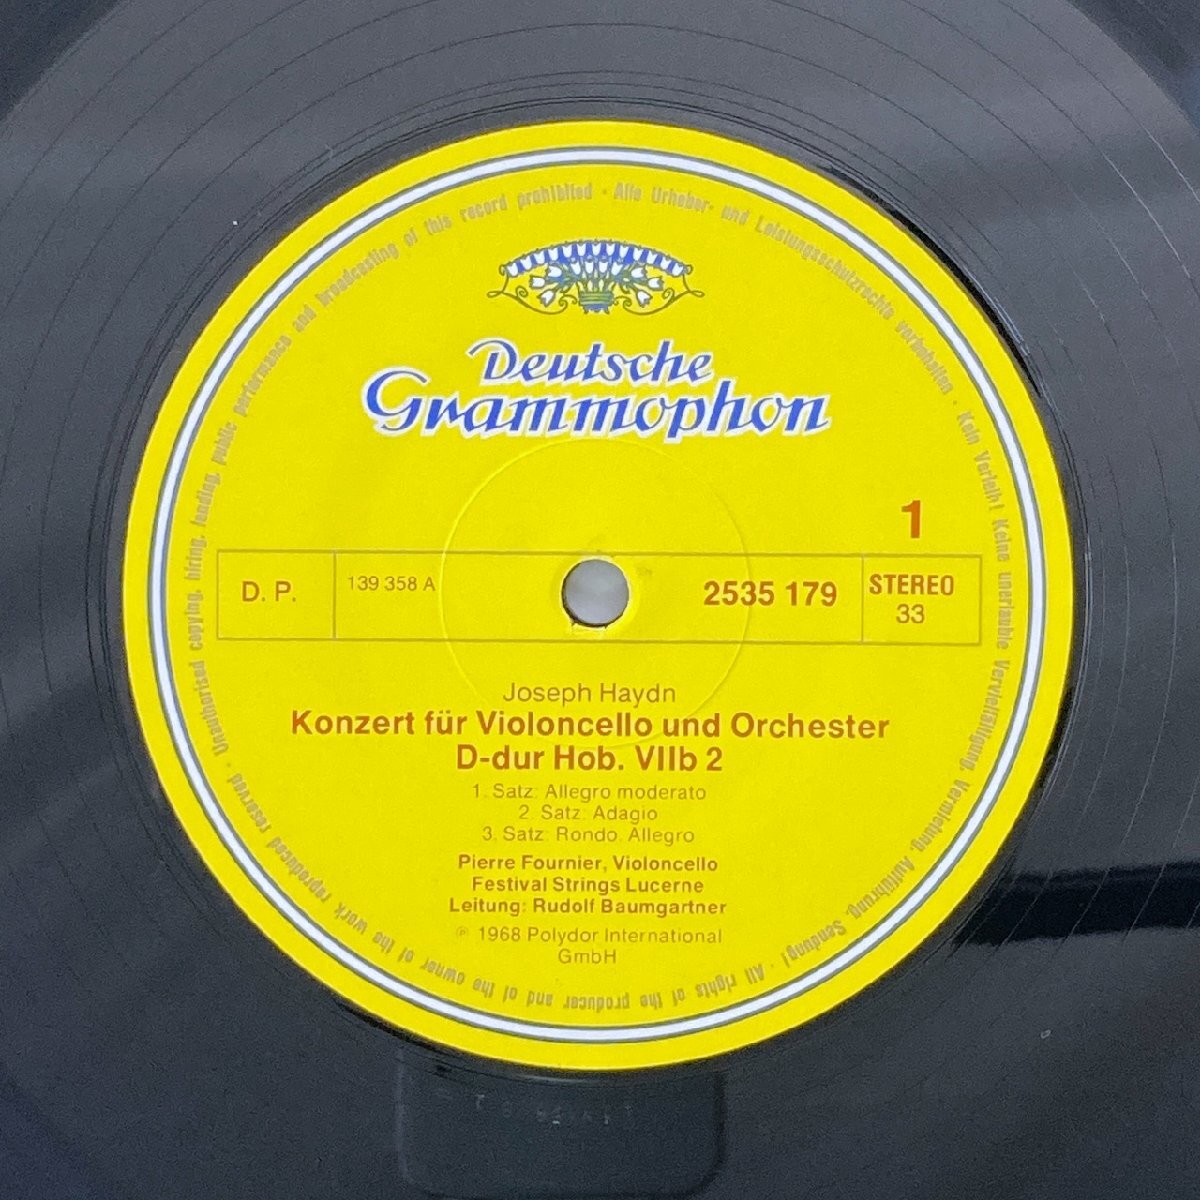 Deutsche
Grammophon
1
D. P.
139 358 A
2535 179
STEREO
33
Joseph Haydn
Konzert für Violoncello und Orchester
D-dur Hob. VIIb 2
1. Satz: Allegro moderato
2. Satz: Adagio
3. Satz: Rondo. Allegro
Pierre Fournier, Violoncello
Festival Strings Lucerne
Leitung: Rudolf Baumgartner
℗ 1968 Polydor International
GmbH
Alle Urheber- und Leistungsschutzrechte vorbehalten · Kein Verleih! Keine unerlaubte Vervielfältigung, Vermietung, Aufführung, Sendung! · All rights of the producer and of the owner of the work reproduced reserved · Unauthorised copying, hiring, lending, public performance and broadcasting of this record prohibited ·